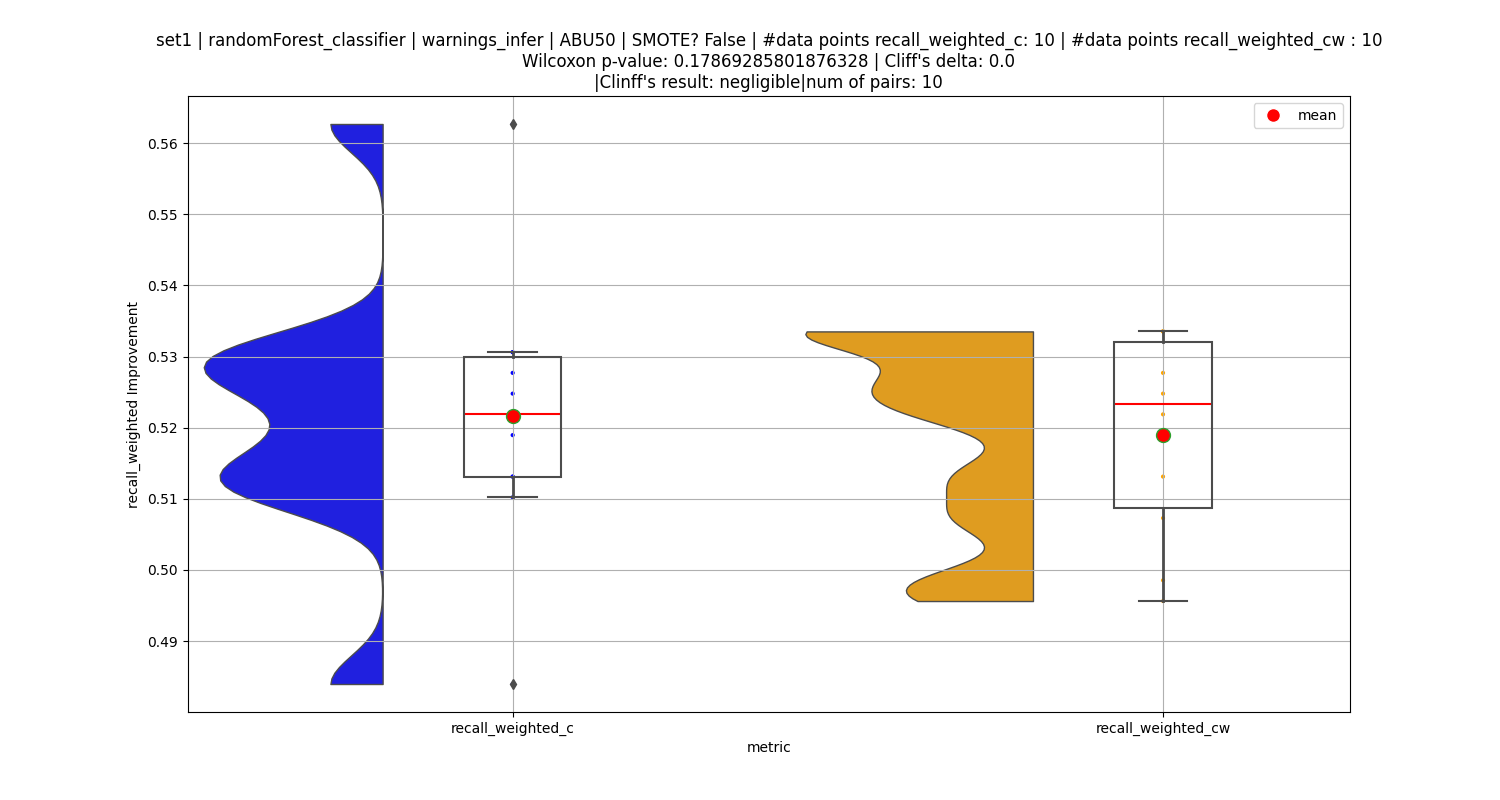 set1 | randomForest_classifier | warnings_infer | ABU50 | SMOTE? False | #data points recall_weighted_c: 10 | #data points recall_weighted_cw : 10
Wilcoxon p-value: 0.17869285801876328 | Cliff's delta: 0.0
|Clinff's result: negligible|num of pairs: 10
mean
0.56
0.55
0.54
0.53
0.52
0.51
0.50
0.49
recall_weighted Improvement
recall_weighted_c
recall_weighted_cw
metric